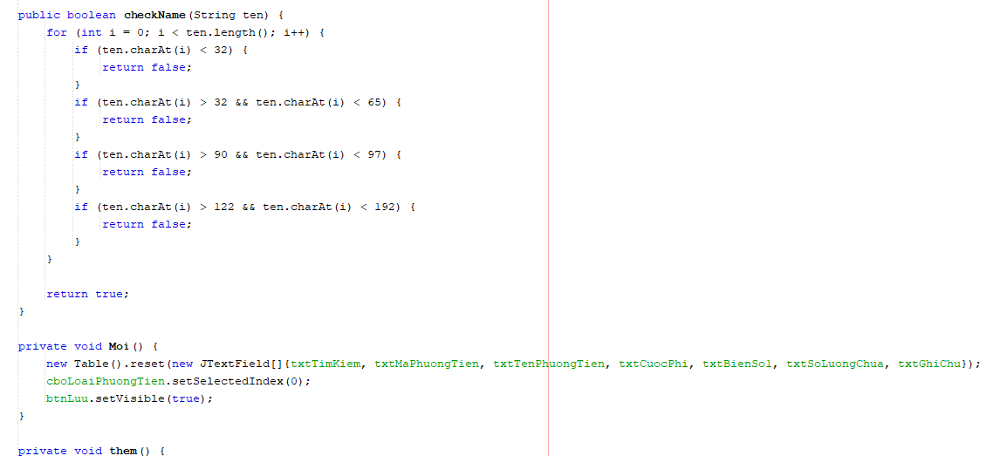 public boolean checkName(String ten) {
for (int i = 0; i < ten.length(); i++) {
if (ten.charAt(i) < 32) {
return false;
}
if (ten.charAt(i) > 32 && ten.charAt(i) < 65) {
return false;
}
if (ten.charAt(i) > 90 && ten.charAt(i) < 97) {
return false;
}
if (ten.charAt(i) > 122 && ten.charAt(i) < 192) {
return false;
}
}
return true;
}
private void Moi() {
new Table().reset(new JTextField[]{txtTimKiem, txtMaPhuongTien, txtTenPhuongTien, txtCuocPhi, txtBienSo1, txtSoLuongChua, txtGhiChu});
cboLoaiPhuongTien.setSelectedIndex(0);
btnLuu.setVisible(true);
}
private void them() {